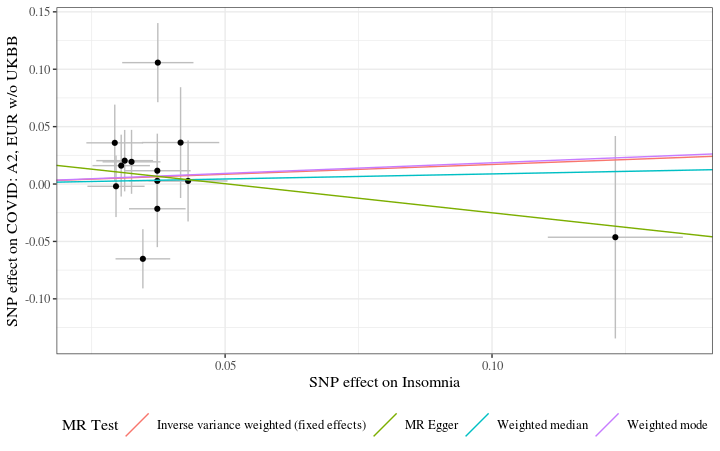 SNP effect on COVID: A2, EUR w/o UKBB
0.15
0.10
0.05
0.00
-0.05
-0.10
0.05 0.10
SNP effect on Insomnia
MR Test Inverse variance weighted (fixed effects) MR Egger Weighted median Weighted mode